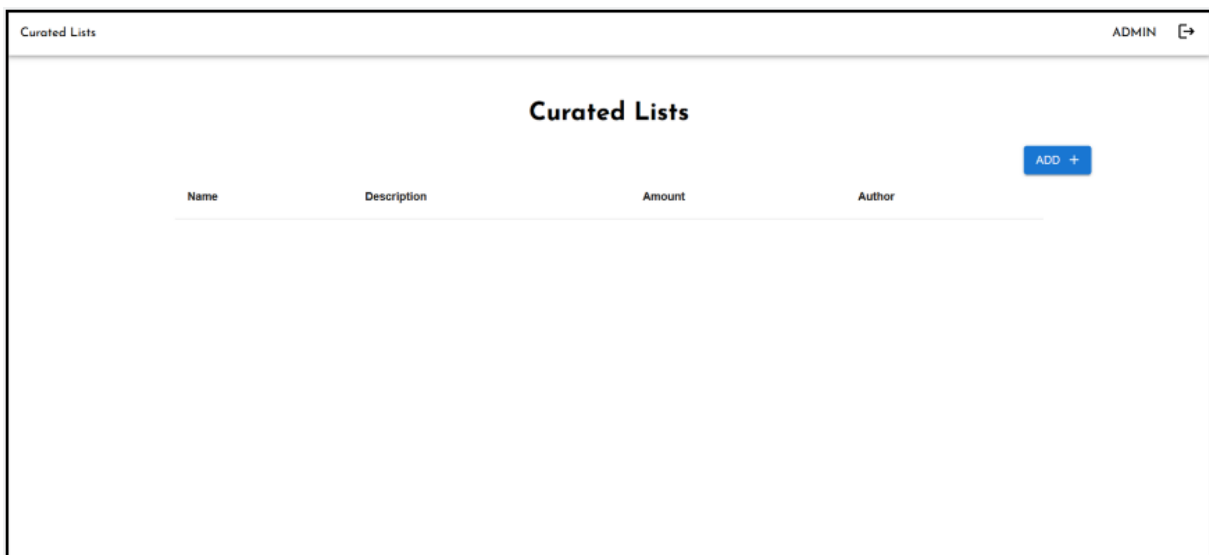 Curated Lists ADMIN
Curated Lists
ADD +
Name Description Amount Author